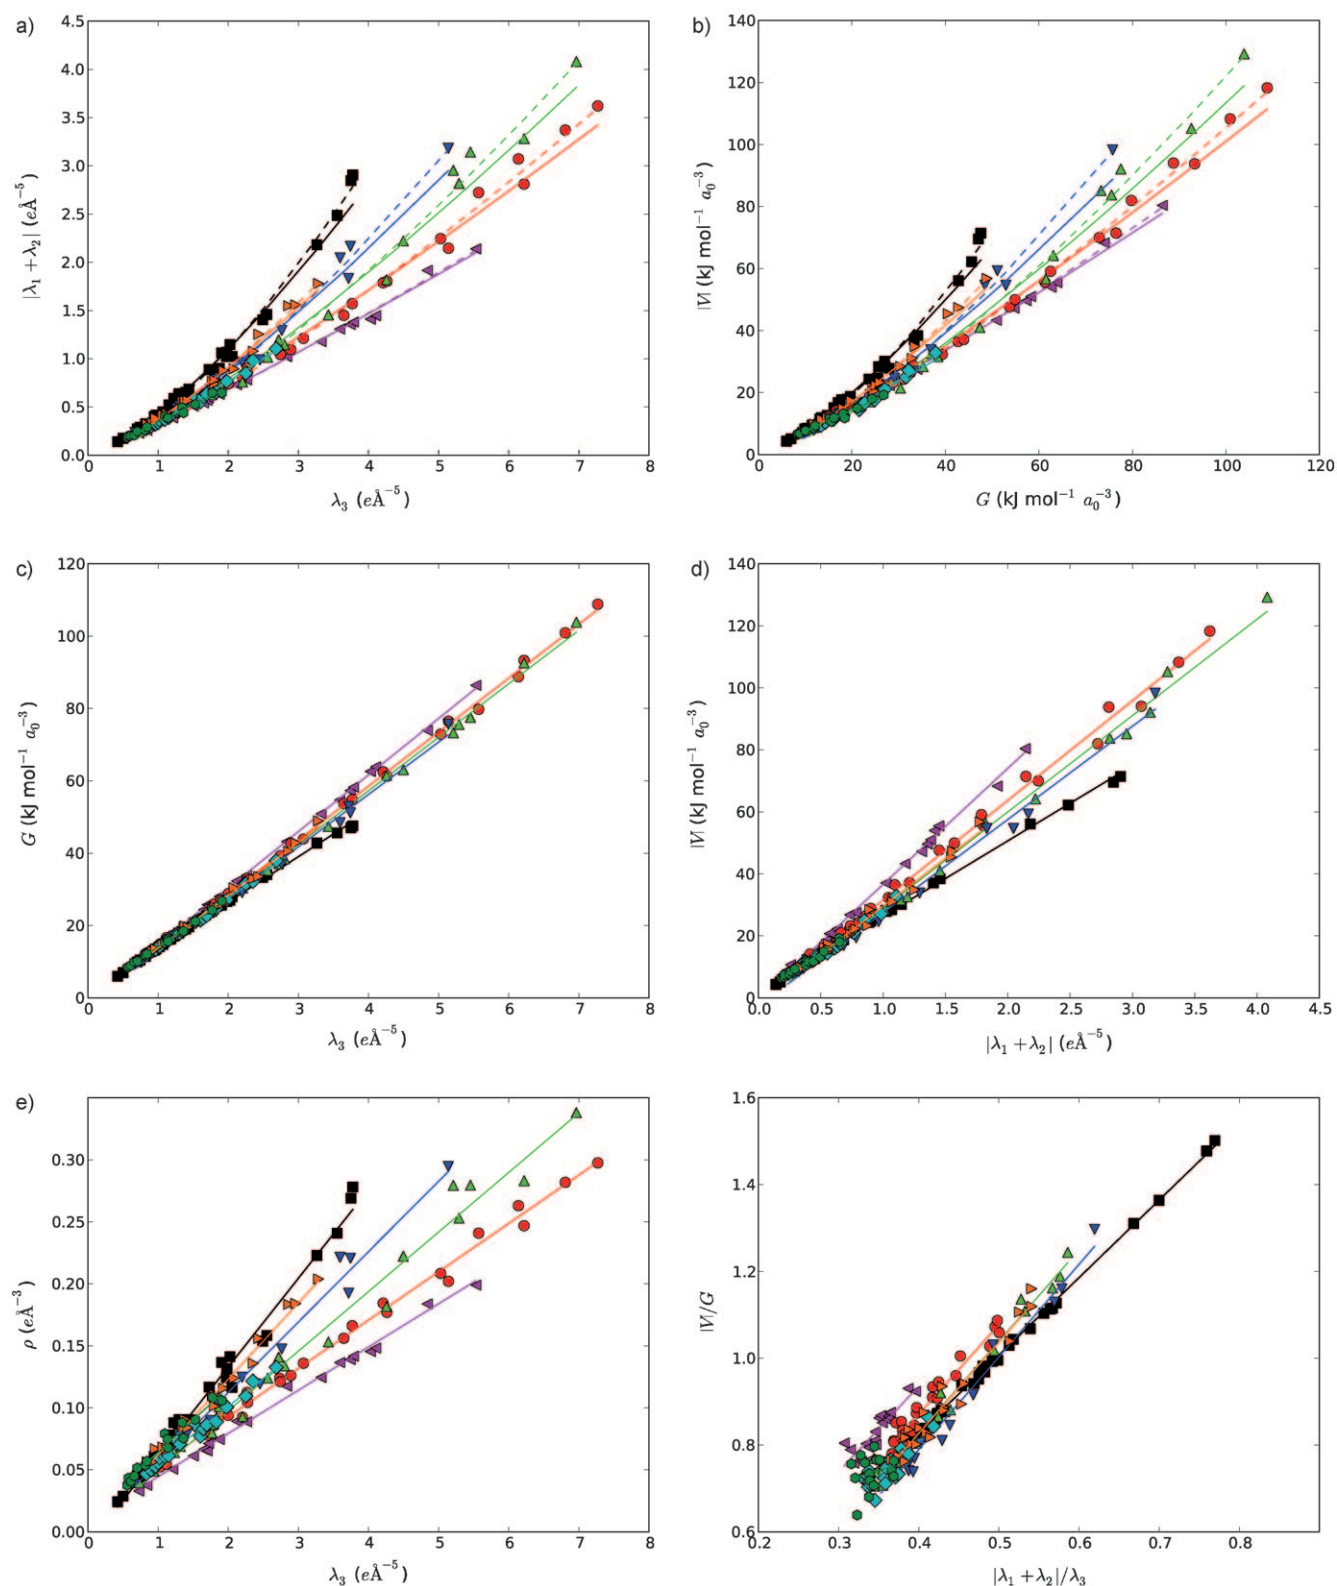 a)
4.5
4.0
3.5
3.0
2.5
2.0
1.5
1.0
0.5
0.0
|λ₁ + λ₂| (eÅ⁻⁵)
0 1 2 3 4 5 6 7 8
λ₃ (eÅ⁻⁵)
b)
140
120
100
80
60
40
20
0
|V| (kJ mol⁻¹ a₀⁻³)
0 20 40 60 80 100 120
G (kJ mol⁻¹ a₀⁻³)
c)
120
100
80
60
40
20
0
G (kJ mol⁻¹ a₀⁻³)
0 1 2 3 4 5 6 7 8
λ₃ (eÅ⁻⁵)
d)
140
120
100
80
60
40
20
0
|V| (kJ mol⁻¹ a₀⁻³)
0.0 0.5 1.0 1.5 2.0 2.5 3.0 3.5 4.0 4.5
|λ₁ + λ₂| (eÅ⁻⁵)
e)
0.30
0.25
0.20
0.15
0.10
0.05
0.00
ρ (eÅ⁻³)
0 1 2 3 4 5 6 7 8
λ₃ (eÅ⁻⁵)
1.6
1.4
1.2
1.0
0.8
0.6
|V|/G
0.2 0.3 0.4 0.5 0.6 0.7 0.8
|λ₁ + λ₂|/λ₃